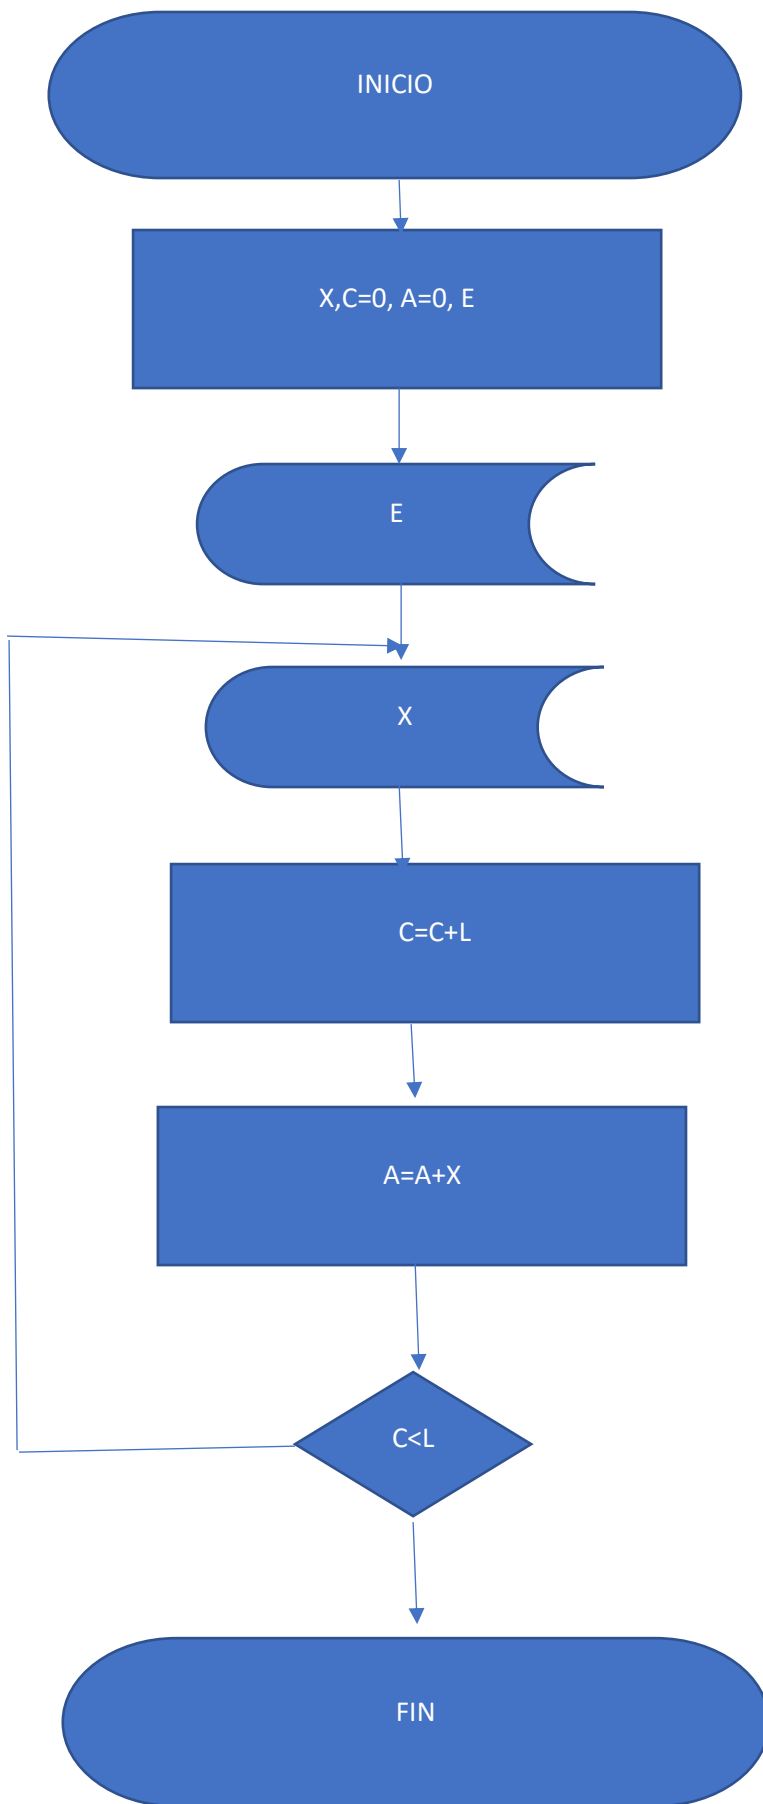 INICIO
X,C=0, A=0, E
E
X
C=C+L
A=A+X
C<L
FIN